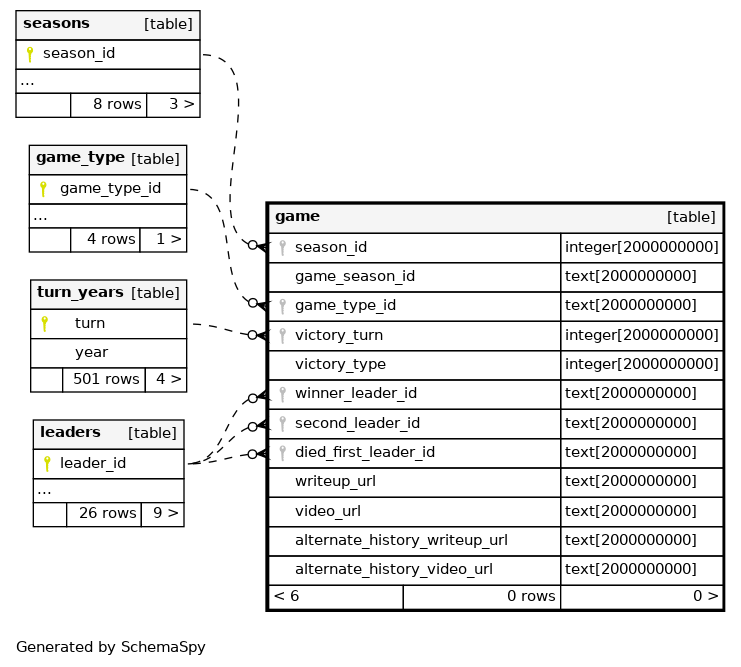 seasons [table]
season_id
...
8 rows 3 >
game_type [table]
game_type_id
...
4 rows 1 >
turn_years [table]
turn
year
501 rows 4 >
leaders [table]
leader_id
...
26 rows 9 >
game [table]
season_id integer[2000000000]
game_season_id text[2000000000]
game_type_id text[2000000000]
victory_turn integer[2000000000]
victory_type integer[2000000000]
winner_leader_id text[2000000000]
second_leader_id text[2000000000]
died_first_leader_id text[2000000000]
writeup_url text[2000000000]
video_url text[2000000000]
alternate_history_writeup_url text[2000000000]
alternate_history_video_url text[2000000000]
< 6 0 rows 0 >
Generated by SchemaSpy